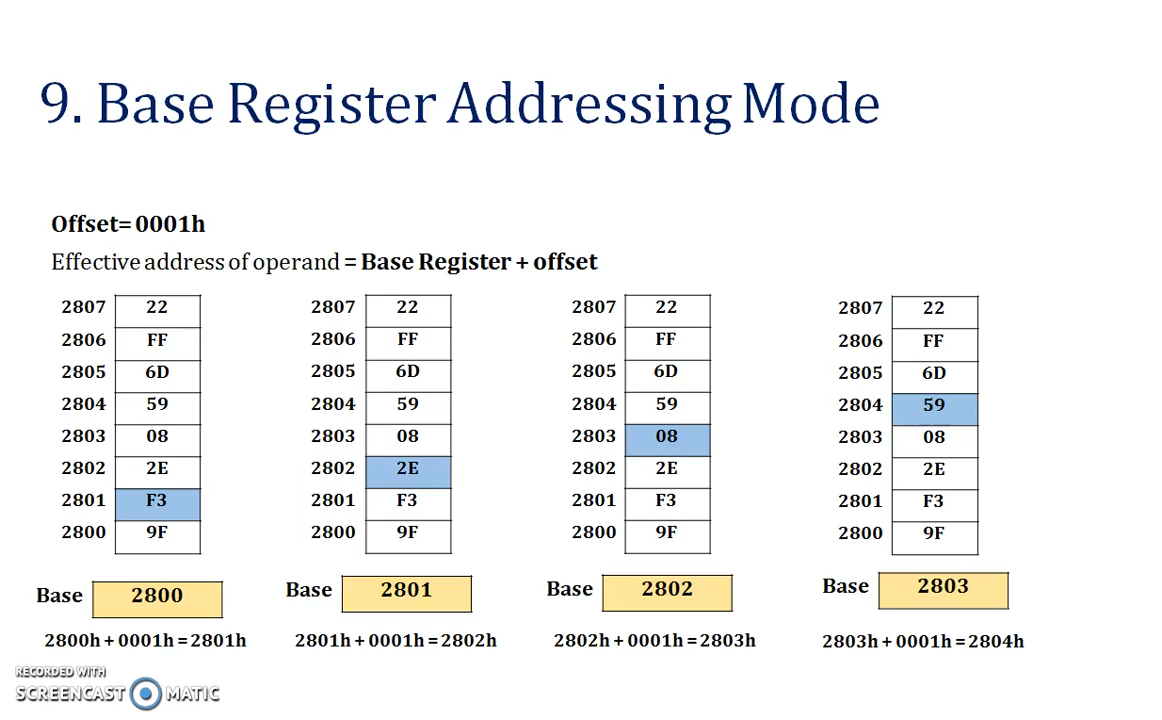 9. Base Register Addressing Mode
Offset= 0001h
Effective address of operand = Base Register + offset
2807 22
2806 FF
2805 6D
2804 59
2803 08
2802 2E
2801 F3
2800 9F
Base 2800
2800h + 0001h = 2801h
2807 22
2806 FF
2805 6D
2804 59
2803 08
2802 2E
2801 F3
2800 9F
Base 2801
2801h + 0001h = 2802h
2807 22
2806 FF
2805 6D
2804 59
2803 08
2802 2E
2801 F3
2800 9F
Base 2802
2802h + 0001h = 2803h
2807 22
2806 FF
2805 6D
2804 59
2803 08
2802 2E
2801 F3
2800 9F
Base 2803
2803h + 0001h = 2804h
RECORDED WITH
SCREENCAST MATIC